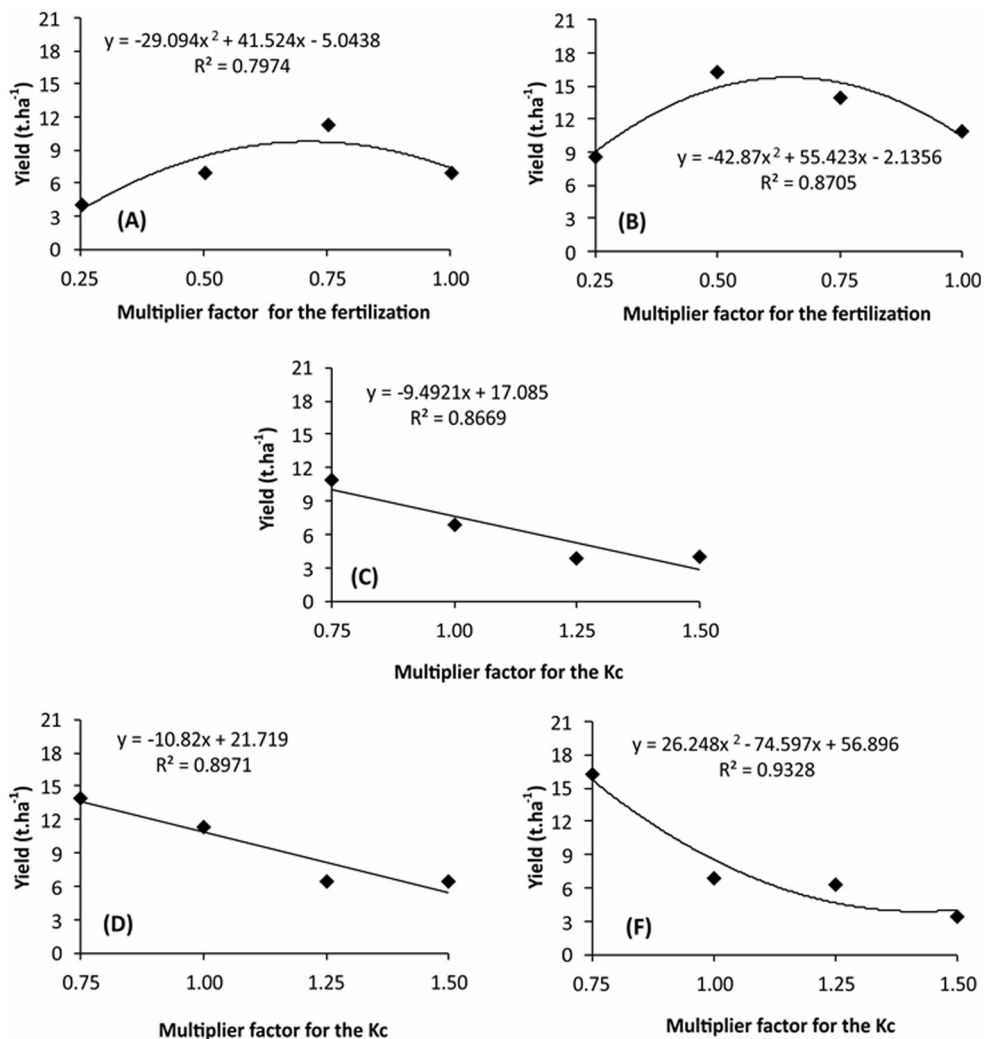 y = -29.094x² + 41.524x - 5.0438
R² = 0.7974
Yield (t.ha⁻¹)
21
18
15
12
9
6
3
0
(A)
0.25 0.50 0.75 1.00
Multiplier factor for the fertilization
Yield (t.ha⁻¹)
21
18
15
12
9
6
3
0
y = -42.87x² + 55.423x - 2.1356
R² = 0.8705
(B)
0.25 0.50 0.75 1.00
Multiplier factor for the fertilization
y = -9.4921x + 17.085
R² = 0.8669
Yield (t.ha⁻¹)
21
18
15
12
9
6
3
0
(C)
0.75 1.00 1.25 1.50
Multiplier factor for the Kc
y = -10.82x + 21.719
R² = 0.8971
Yield (t.ha⁻¹)
21
18
15
12
9
6
3
0
(D)
0.75 1.00 1.25 1.50
Multiplier factor for the Kc
y = 26.248x² - 74.597x + 56.896
R² = 0.9328
Yield (t.ha⁻¹)
21
18
15
12
9
6
3
0
(F)
0.75 1.00 1.25 1.50
Multiplier factor for the Kc